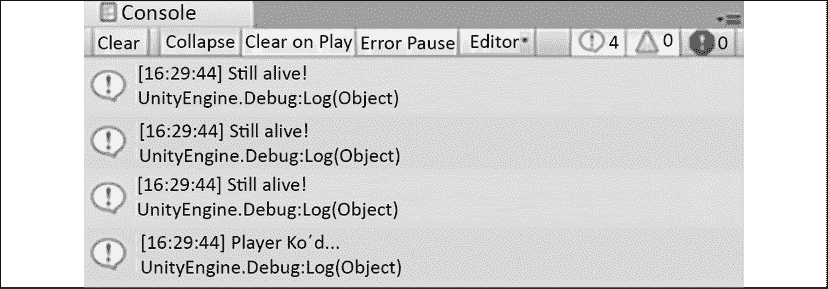 Console
Clear Collapse Clear on Play Error Pause Editor 4 0 0
[16:29:44] Still alive!
UnityEngine.Debug:Log(Object)
[16:29:44] Still alive!
UnityEngine.Debug:Log(Object)
[16:29:44] Still alive!
UnityEngine.Debug:Log(Object)
[16:29:44] Player Ko´d...
UnityEngine.Debug:Log(Object)